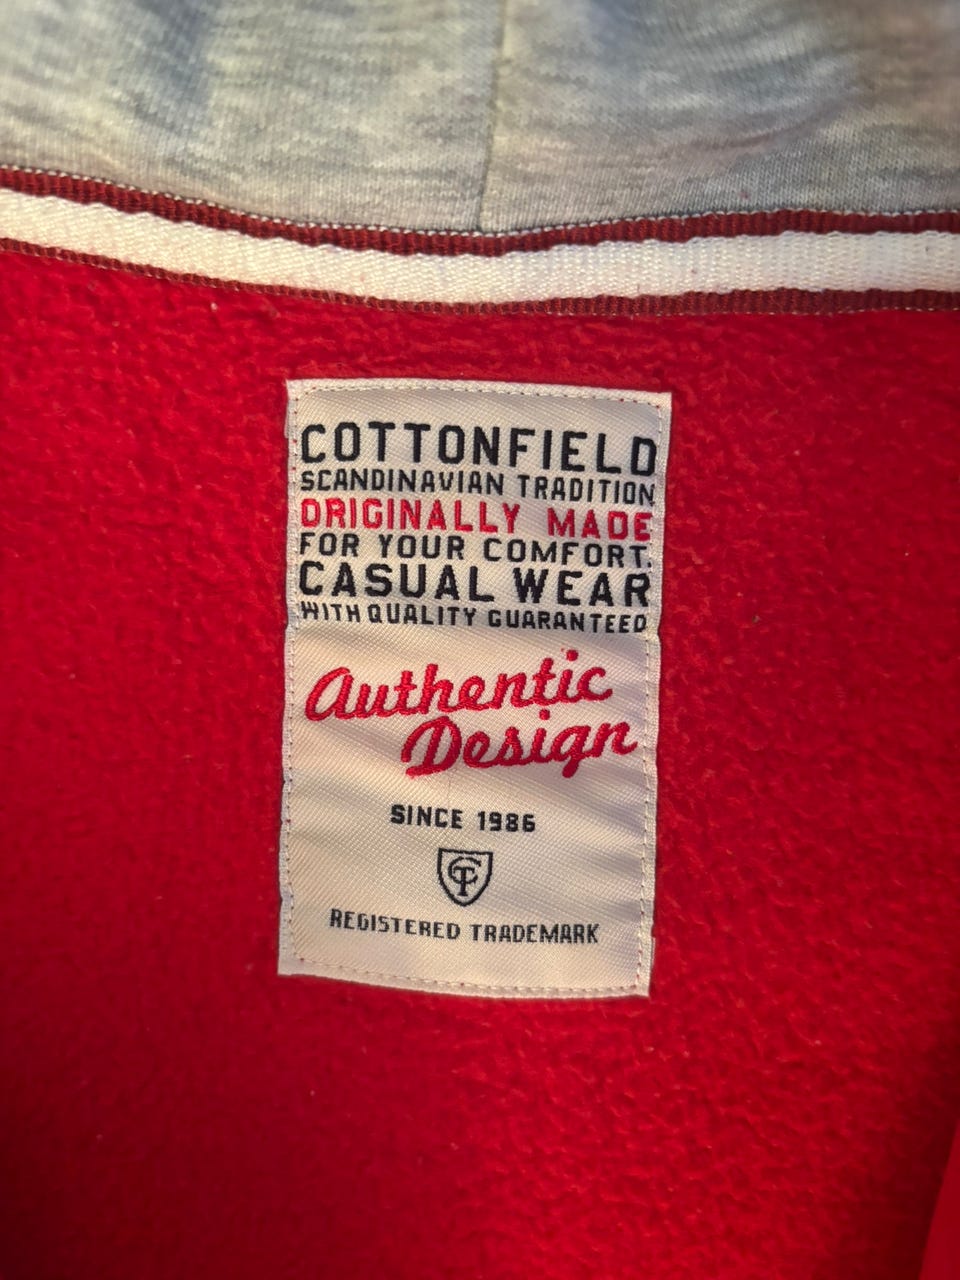 COTTONFIELD
SCANDINAVIAN TRADITION
ORIGINALLY MADE
FOR YOUR COMFORT.
CASUAL WEAR
WITH QUALITY GUARANTEED
Authentic
Design
SINCE 1986
CF
REGISTERED TRADEMARK